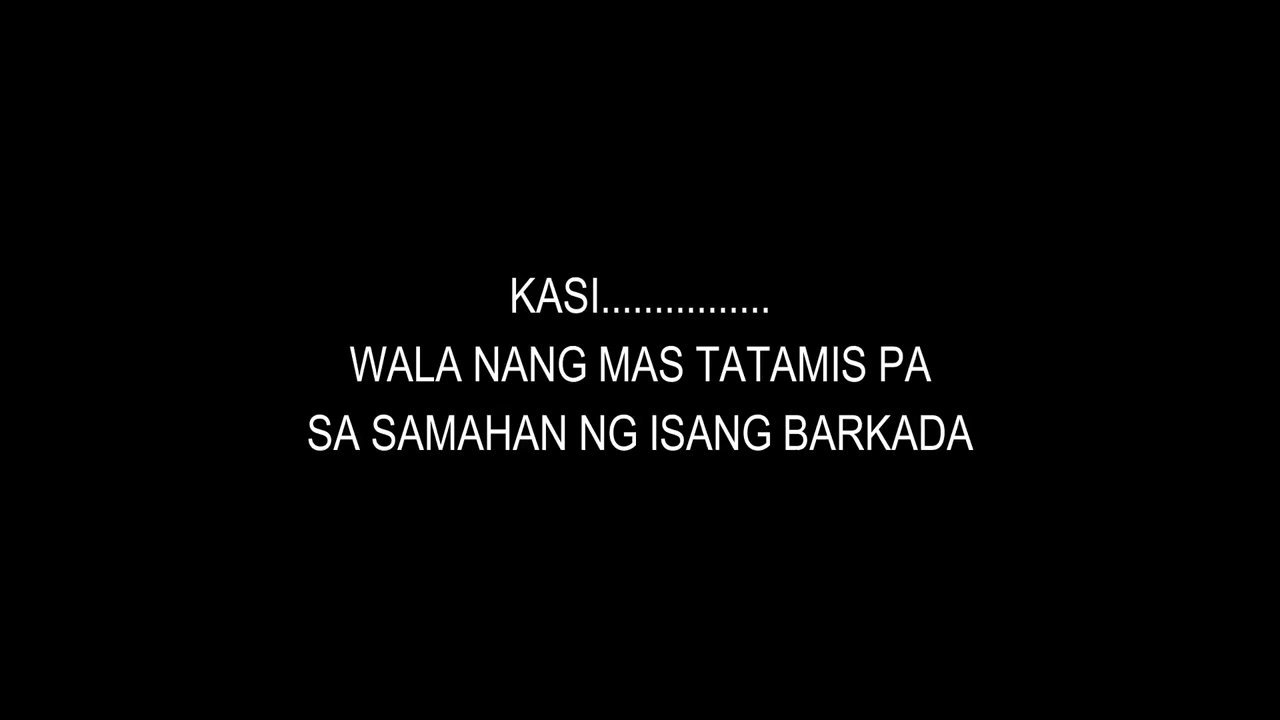 KASI................
WALA NANG MAS TATAMIS PA
SA SAMAHAN NG ISANG BARKADA